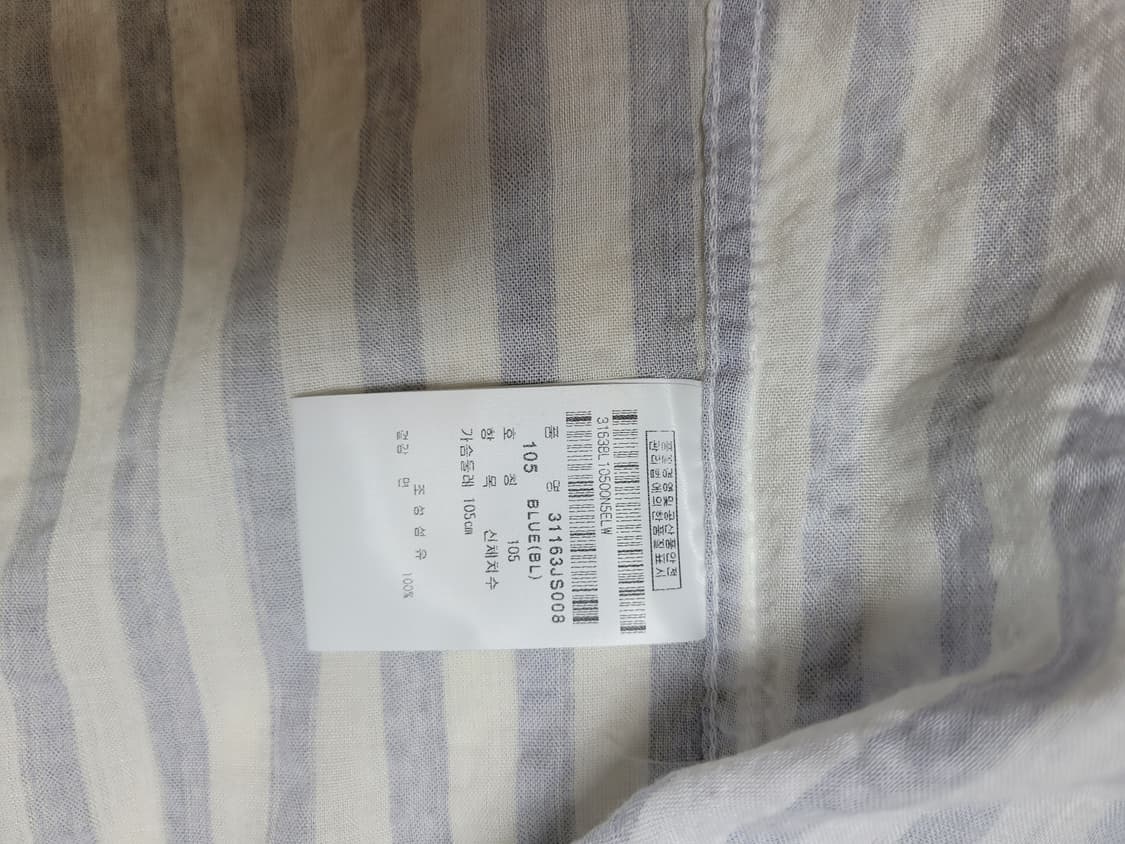 품질경영및공산품안전
관리법에의한품질표시
31638L10500N5ELW
품 명 31163JS008
105 BLUE(BL)
호 칭 105
항 목 신체치수
가슴둘레 105cm
조 성 섬 유
겉감 면 100%